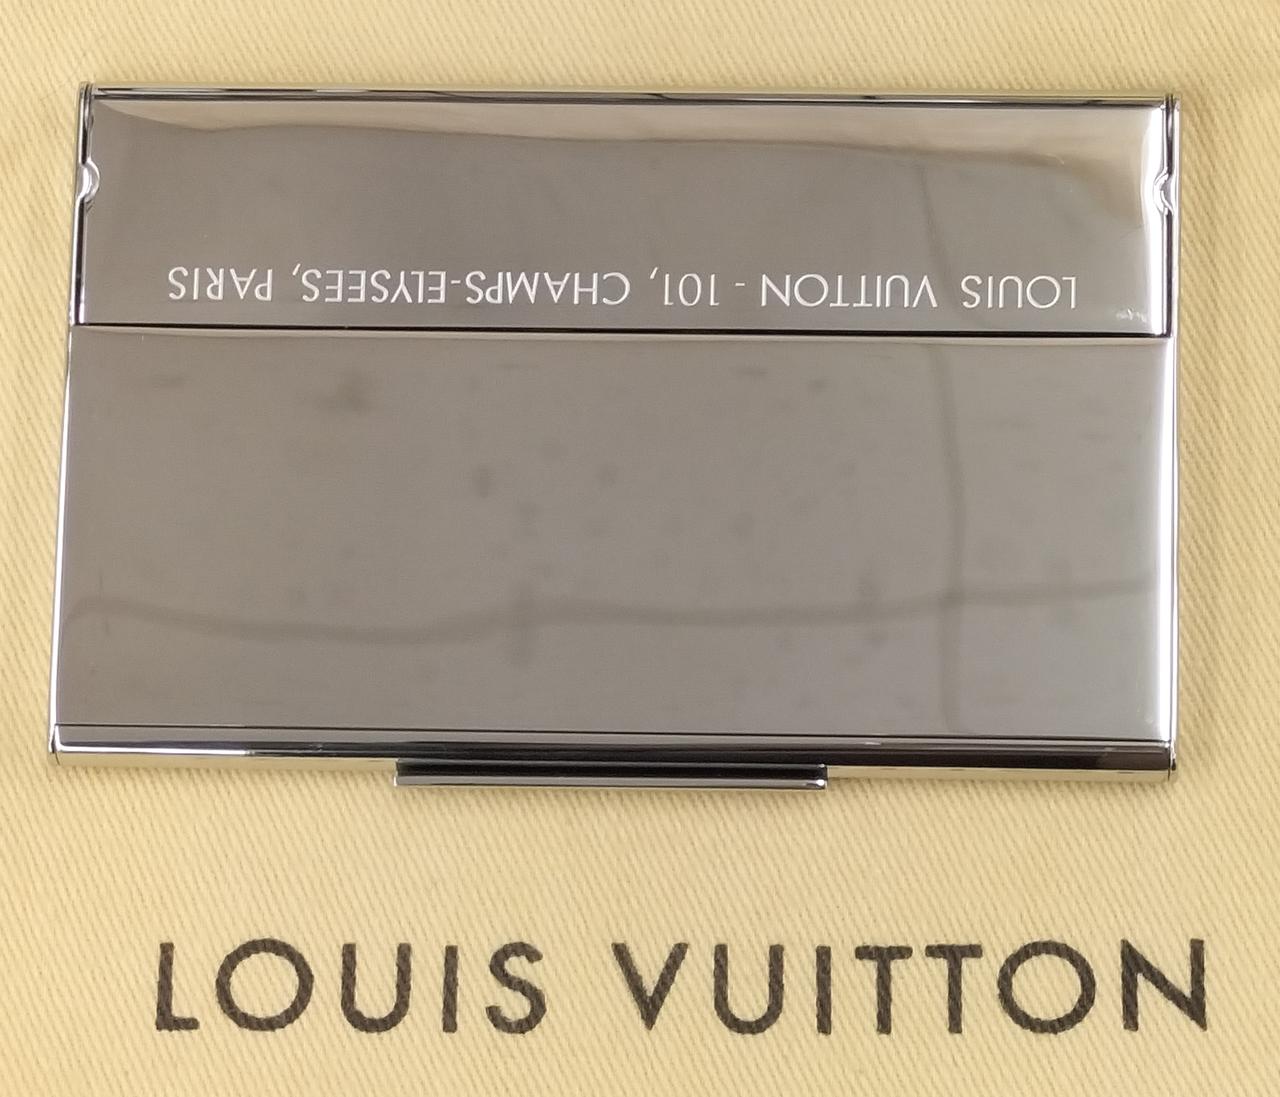 LOUIS VUITTON - 101, CHAMPS-ELYSEES, PARIS
LOUIS VUITTON